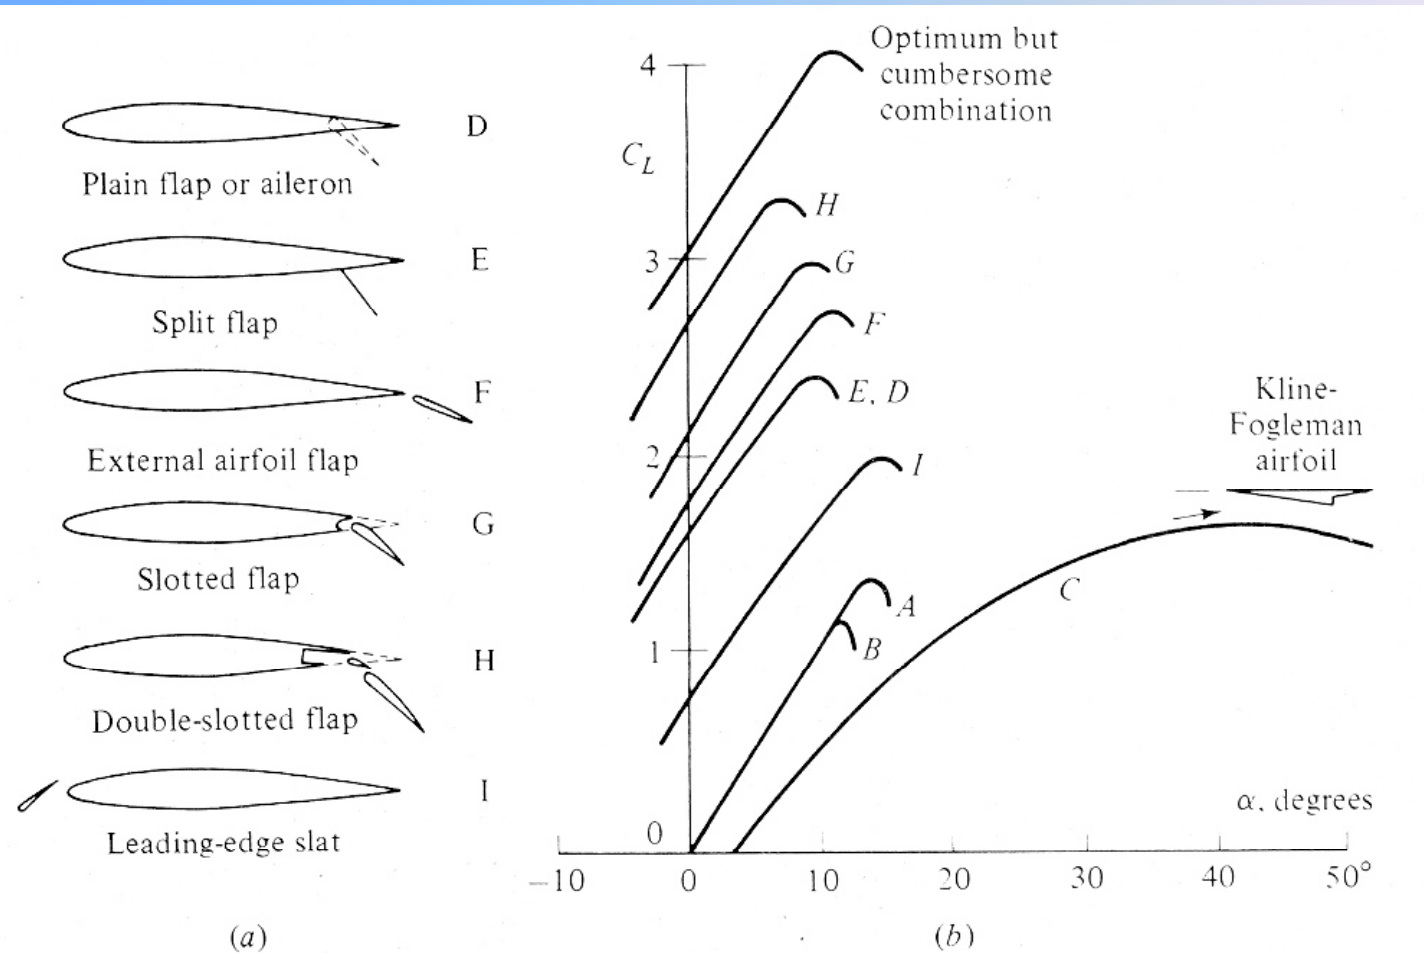 D
Plain flap or aileron
E
Split flap
F
External airfoil flap
G
Slotted flap
H
Double-slotted flap
I
Leading-edge slat
(a)
Optimum but
cumbersome
combination
4
C_L
H
3
G
F
E, D
2
I
Kline-
Fogleman
airfoil
A
C
B
1
α, degrees
0
−10 0 10 20 30 40 50°
(b)